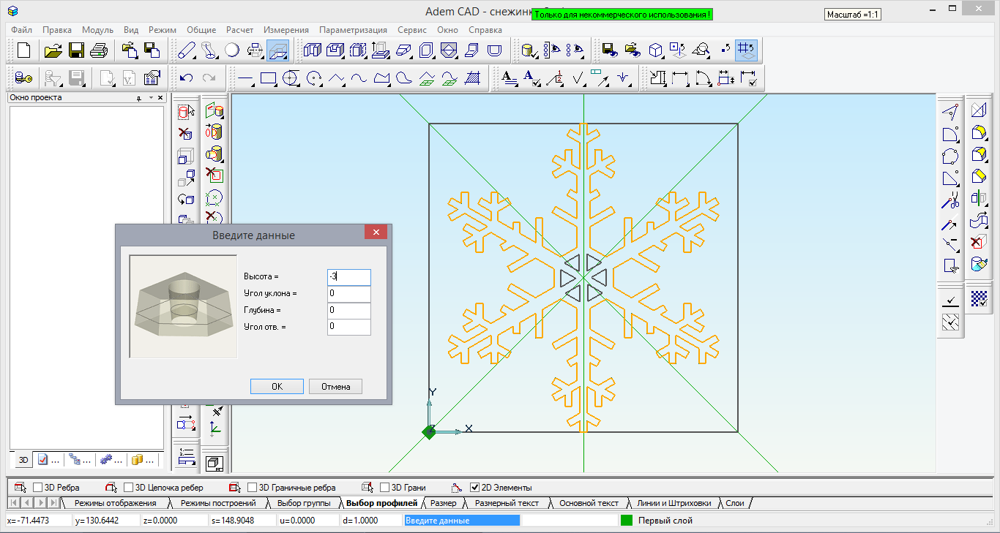 Adem CAD - снежинк
Только для некоммерческого использования !
Масштаб =1:1
Файл Правка Модуль Вид Режим Общие Расчет Измерения Параметризация Сервис Окно Справка
Окно проекта
Введите данные
Высота = -3
Угол уклона = 0
Глубина = 0
Угол отв. = 0
OK Отмена
Y
Z X
3D ... ... ... ...
3D Ребра 3D Цепочка ребер 3D Граничные ребра 3D Грани 2D Элементы
Режимы отображения Режимы построений Выбор группы Выбор профилей Размер Размерный текст Основной текст Линии и Штриховки Слои
x=-71.4473 y=130.6442 z=0.0000 s=148.9048 u=0.0000 d=1.0000 Введите данные Первый слой